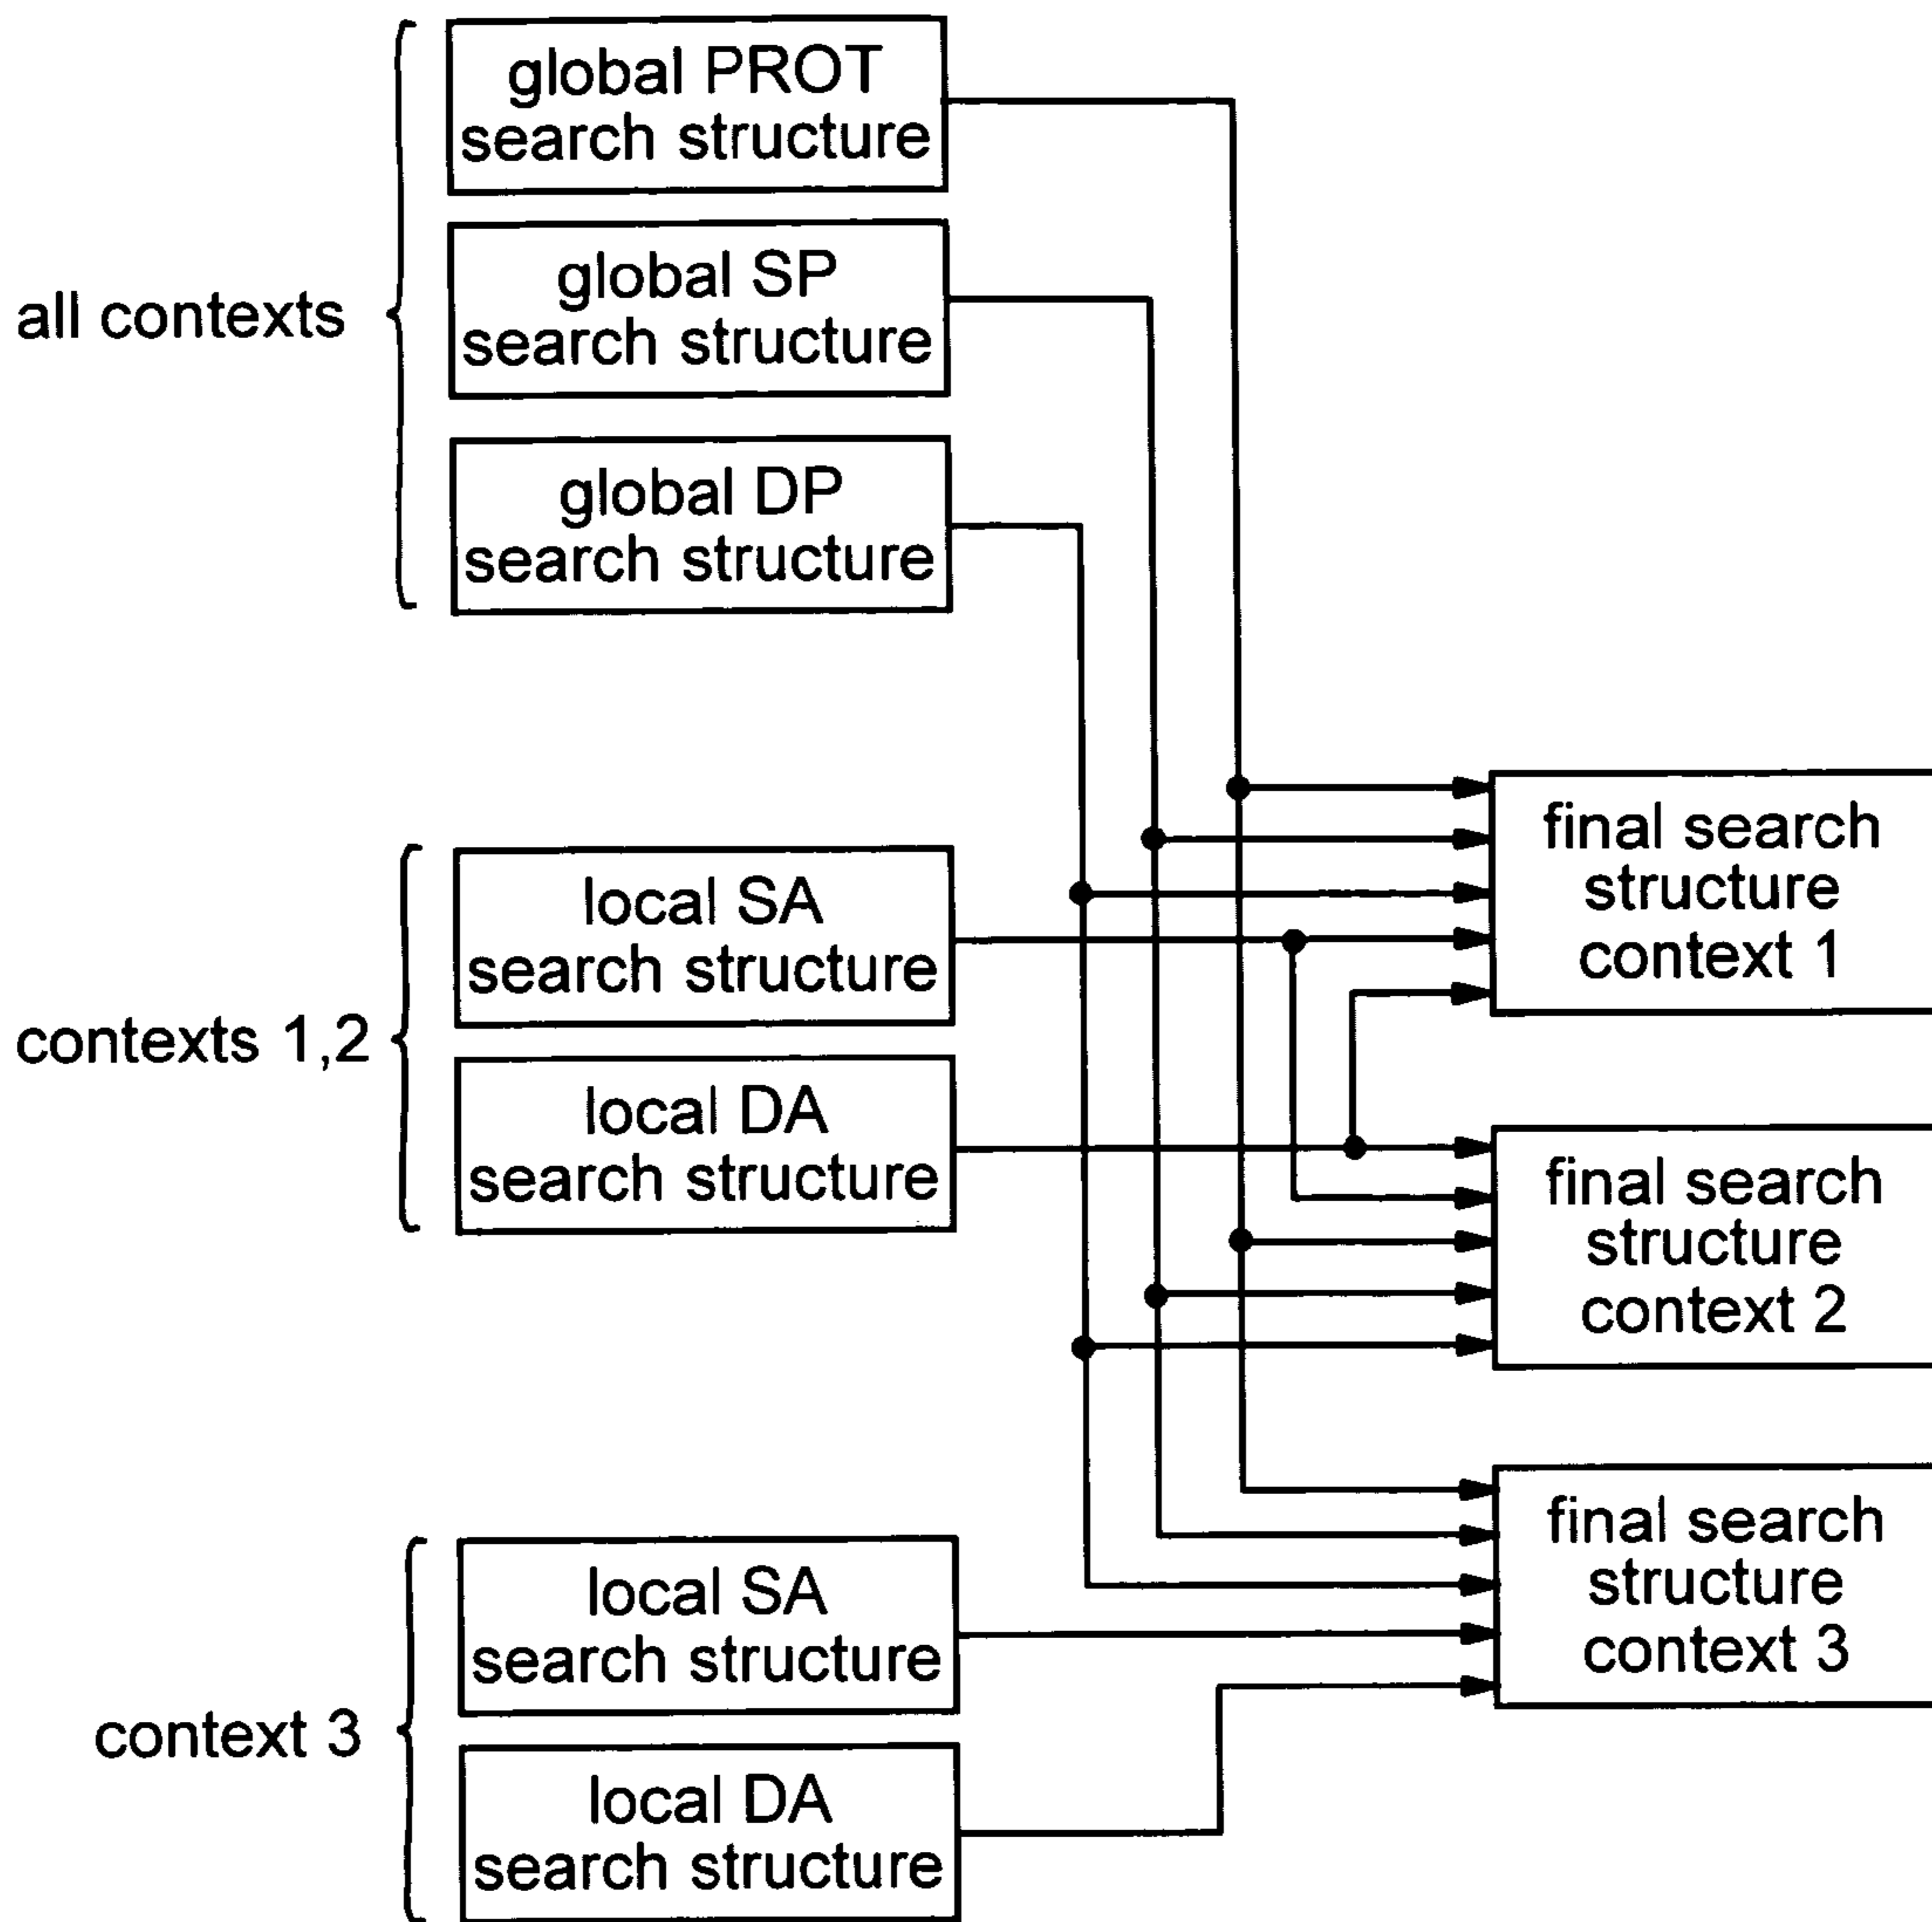 all contexts
global PROT
search structure
global SP
search structure
global DP
search structure
contexts 1,2
local SA
search structure
local DA
search structure
context 3
local SA
search structure
local DA
search structure
final search
structure
context 1
final search
structure
context 2
final search
structure
context 3